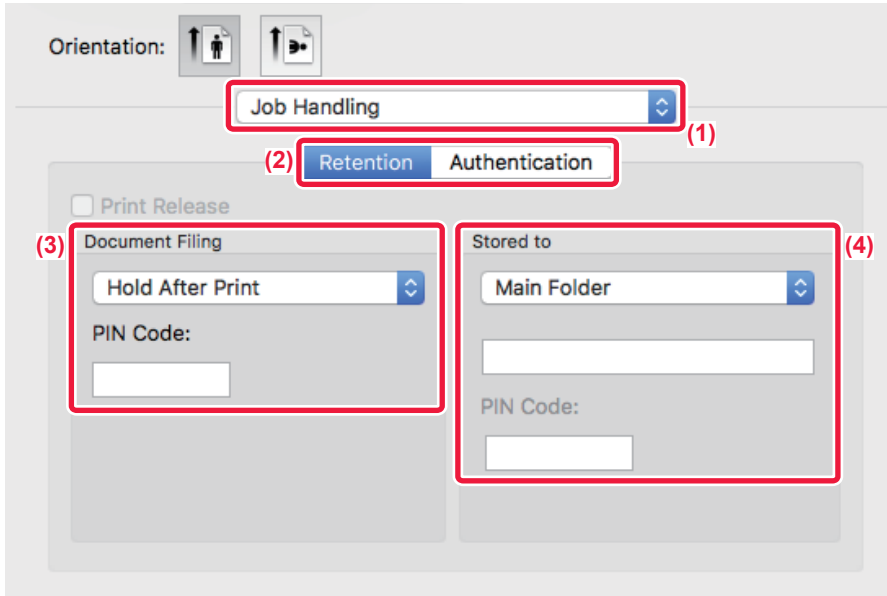 Orientation:
Job Handling
(1)
(2) Retention Authentication
Print Release
(3) Document Filing
Hold After Print
PIN Code:
Stored to (4)
Main Folder
PIN Code: